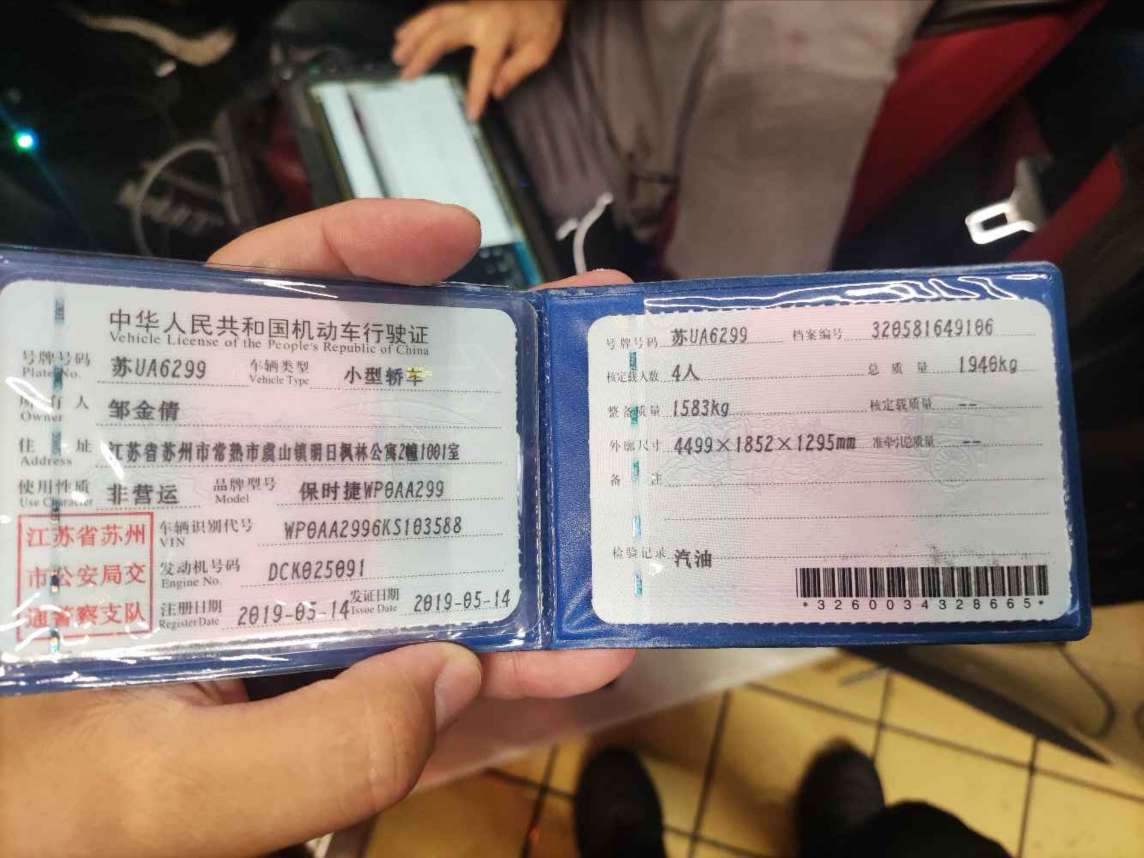 中华人民共和国机动车行驶证
Vehicle License of the People's Republic of China
号牌号码 Plate No. 苏UA6299 车辆类型 Vehicle Type 小型轿车
所有人 Owner 邹金倩
住址 Address 江苏省苏州市常熟市虞山镇明日枫林公寓2幢1001室
使用性质 Use Character 非营运 品牌型号 Model 保时捷WP0AA299
江苏省苏州市公安局交通警察支队
车辆识别代号 VIN WP0AA2996KS103588
发动机号码 Engine No. DCK025091
注册日期 Register Date 2019-05-14 发证日期 Issue Date 2019-05-14
号牌号码 苏UA6299 档案编号 320581649106
核定载人数 4人 总质量 1940kg
整备质量 1583kg 核定载质量 --
外廓尺寸 4499×1852×1295mm 准牵引总质量 --
备注
检验记录 汽油
*3260034328665*